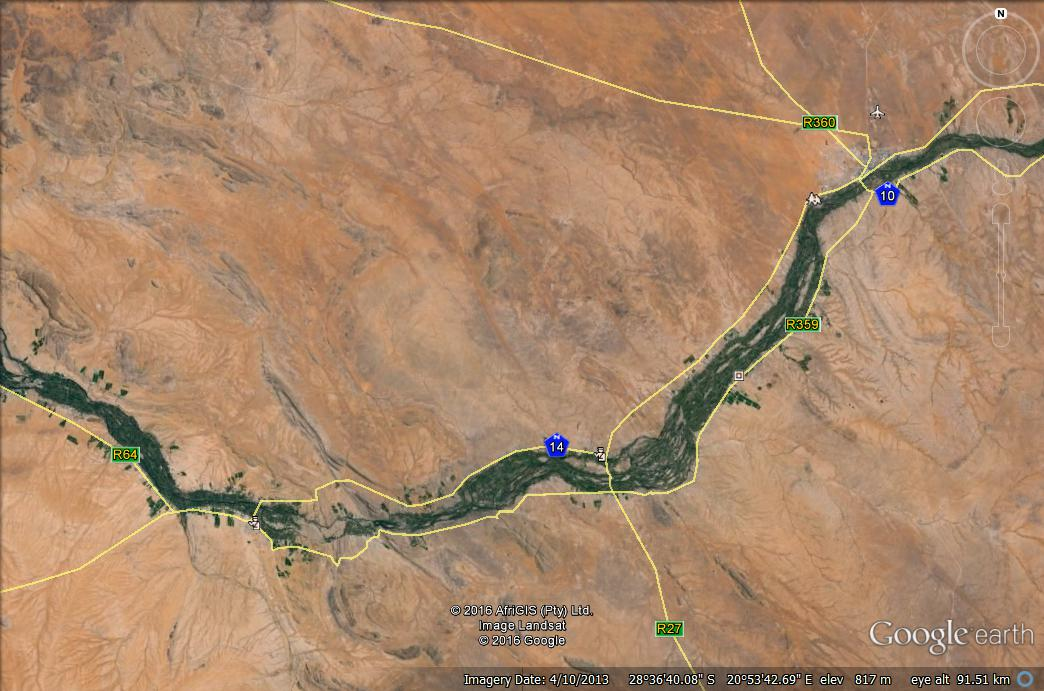 N
R360
N
10
R359
N
14
R64
© 2016 AfriGIS (Pty) Ltd.
Image Landsat
© 2016 Google
R27
Google earth
Imagery Date: 4/10/2013 28°36'40.08" S 20°53'42.69" E elev 817 m eye alt 91.51 km